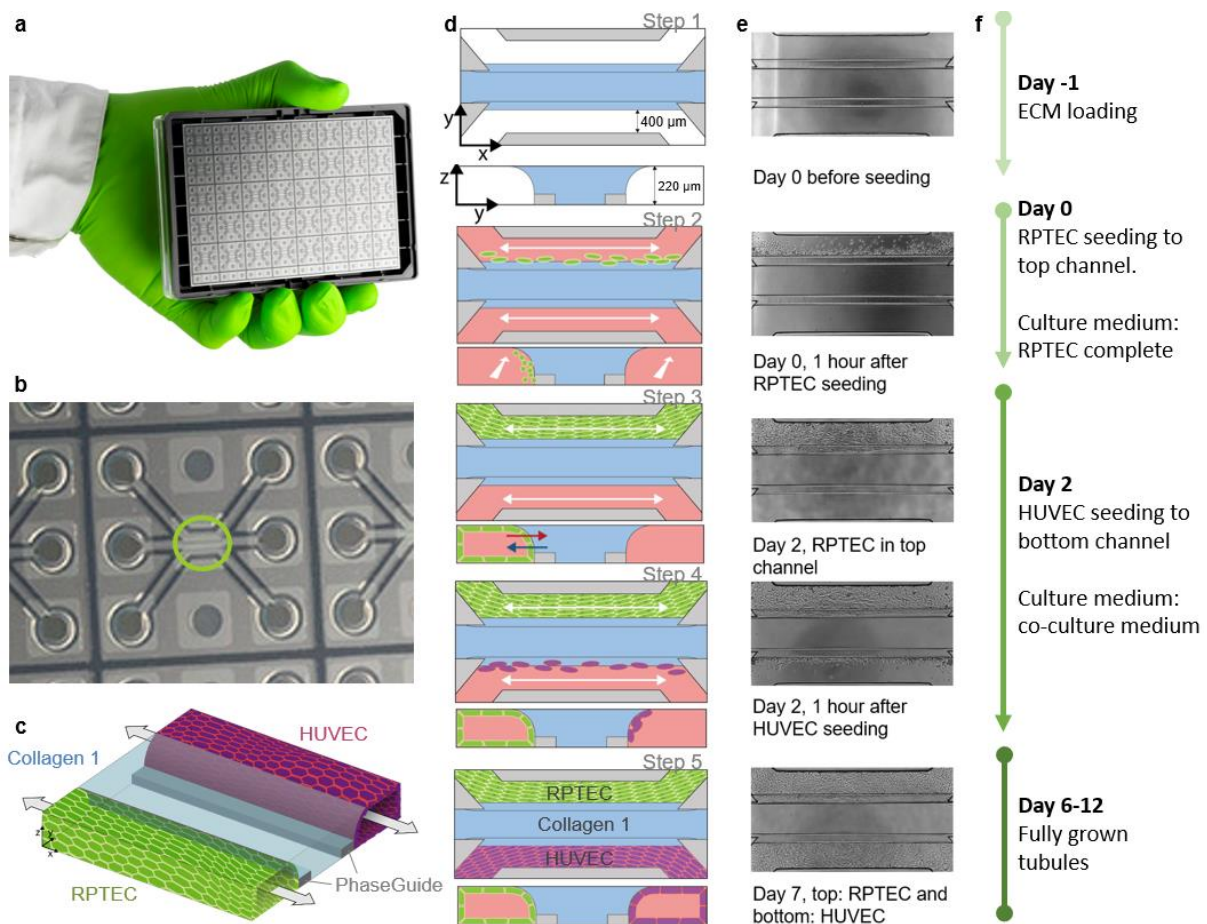 a
b
c
HUVEC
Collagen 1
z
y
x
RPTEC
PhaseGuide
d
Step 1
y
x
400 µm
z
y
220 µm
Step 2
Step 3
Step 4
Step 5
RPTEC
Collagen 1
HUVEC
e
Day 0 before seeding
Day 0, 1 hour after
RPTEC seeding
Day 2, RPTEC in top
channel
Day 2, 1 hour after
HUVEC seeding
Day 7, top: RPTEC and
bottom: HUVEC
f
Day -1
ECM loading
Day 0
RPTEC seeding to
top channel.
Culture medium:
RPTEC complete
Day 2
HUVEC seeding to
bottom channel
Culture medium:
co-culture medium
Day 6-12
Fully grown
tubules